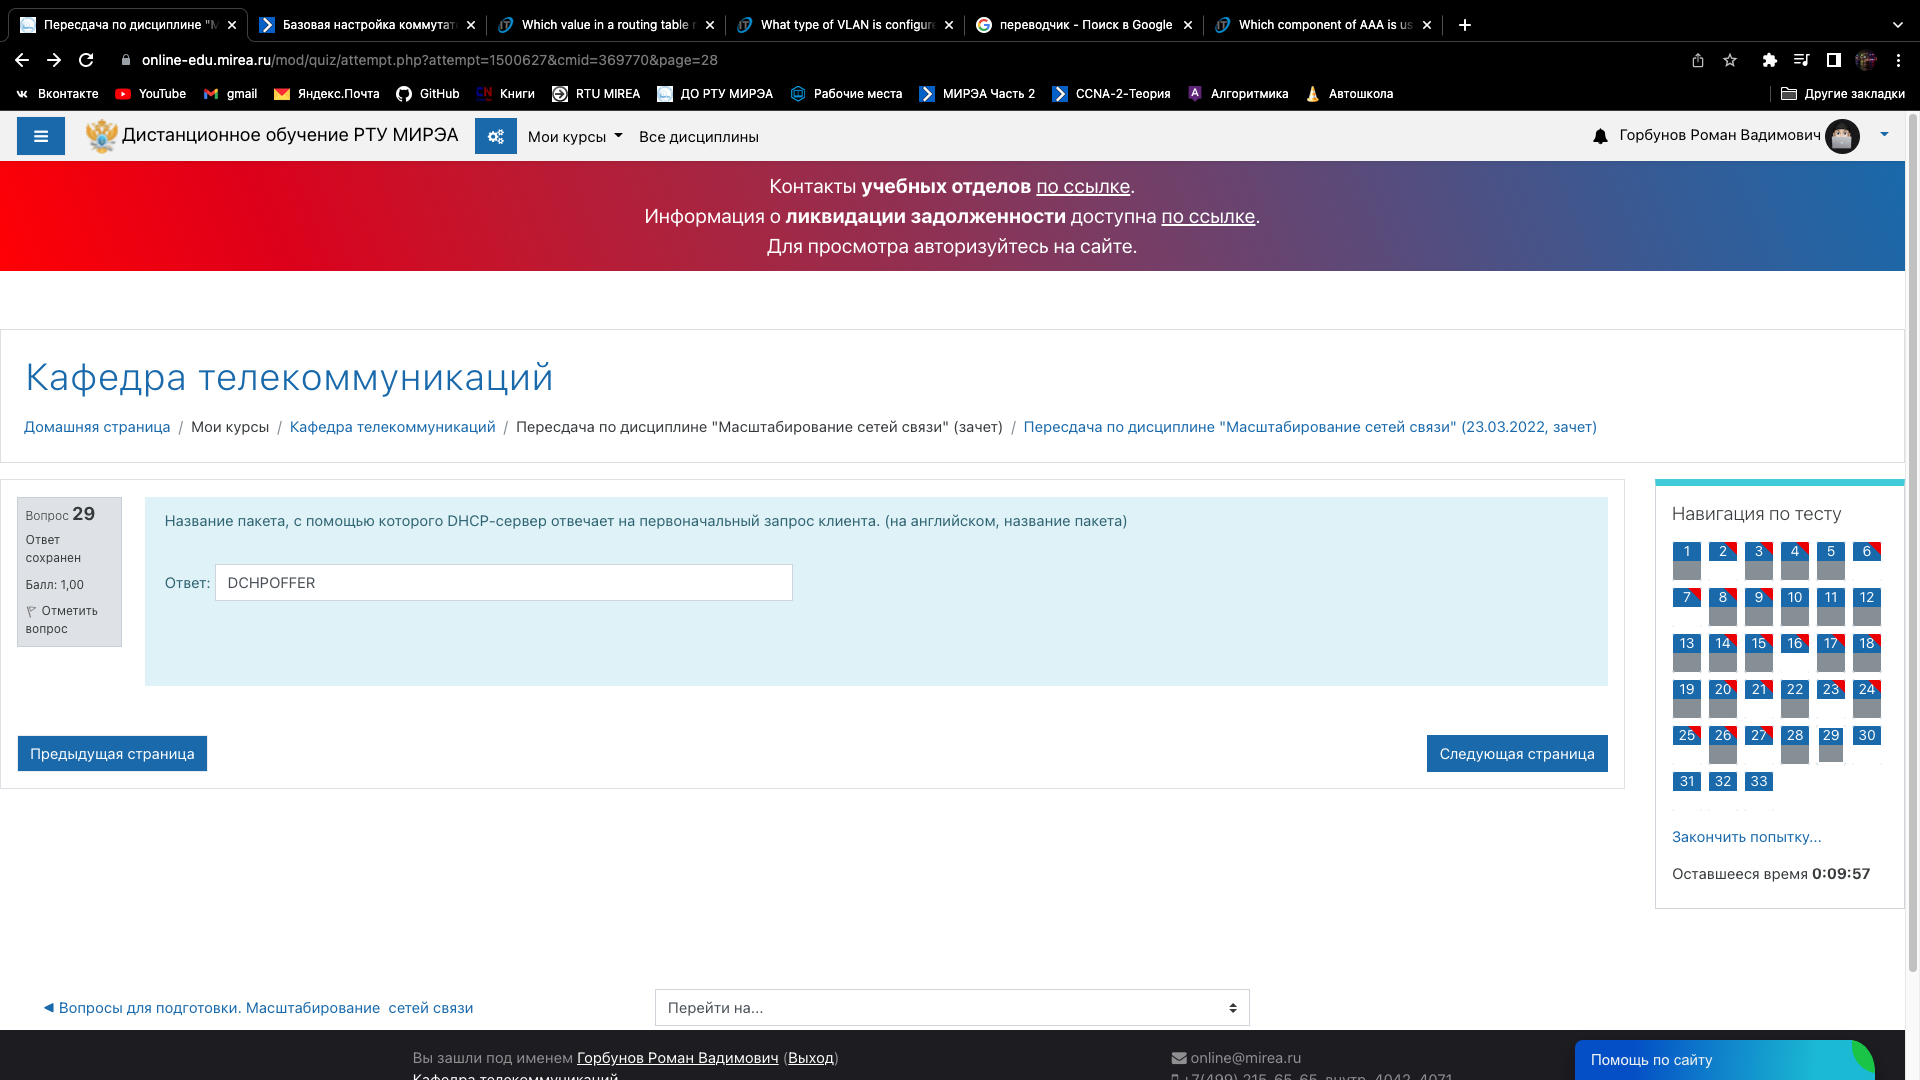 Пересдача по дисциплине "М
Базовая настройка коммутат
Which value in a routing table r
What type of VLAN is configure
переводчик - Поиск в Google
Which component of AAA is us
online-edu.mirea.ru/mod/quiz/attempt.php?attempt=1500627&cmid=369770&page=28
Вконтакте
YouTube
gmail
Яндекс.Почта
GitHub
CN Книги
RTU MIREA
ДО РТУ МИРЭА
Рабочие места
МИРЭА Часть 2
CCNA-2-Теория
Алгоритмика
Автошкола
Другие закладки
Дистанционное обучение РТУ МИРЭА
Мои курсы
Все дисциплины
Горбунов Роман Вадимович
Контакты учебных отделов по ссылке.
Информация о ликвидации задолженности доступна по ссылке.
Для просмотра авторизуйтесь на сайте.
Кафедра телекоммуникаций
Домашняя страница / Мои курсы / Кафедра телекоммуникаций / Пересдача по дисциплине "Масштабирование сетей связи" (зачет) / Пересдача по дисциплине "Масштабирование сетей связи" (23.03.2022, зачет)
Вопрос 29
Ответ
сохранен
Балл: 1,00
Отметить
вопрос
Название пакета, с помощью которого DHCP-сервер отвечает на первоначальный запрос клиента. (на английском, название пакета)
Ответ: DCHPOFFER
Предыдущая страница
Следующая страница
Навигация по тесту
1 2 3 4 5 6
7 8 9 10 11 12
13 14 15 16 17 18
19 20 21 22 23 24
25 26 27 28 29 30
31 32 33
Закончить попытку...
Оставшееся время 0:09:57
◄ Вопросы для подготовки. Масштабирование сетей связи
Перейти на...
Вы зашли под именем Горбунов Роман Вадимович (Выход)
Кафедра телекоммуникаций
online@mirea.ru
+7(499) 215-65-65, внутр. 4042, 4071
Помощь по сайту